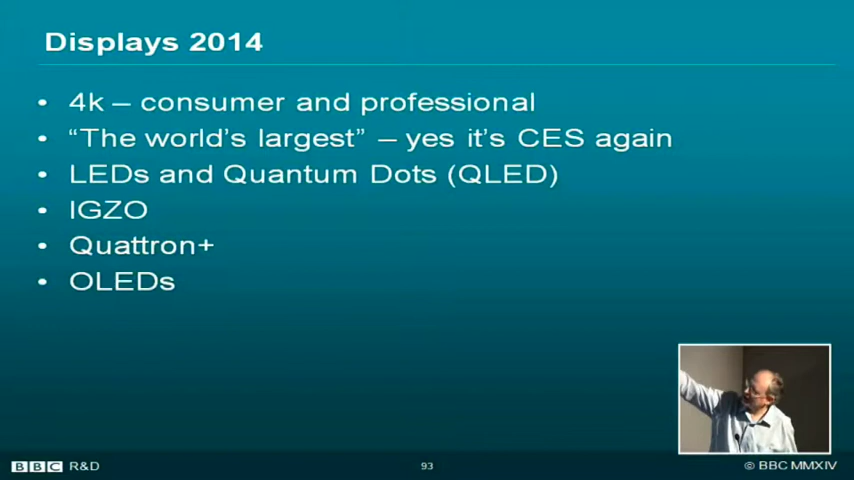 Displays 2014
• 4k – consumer and professional
• “The world’s largest” – yes it’s CES again
• LEDs and Quantum Dots (QLED)
• IGZO
• Quattron+
• OLEDs
BBC R&D
93
© BBC MMXIV